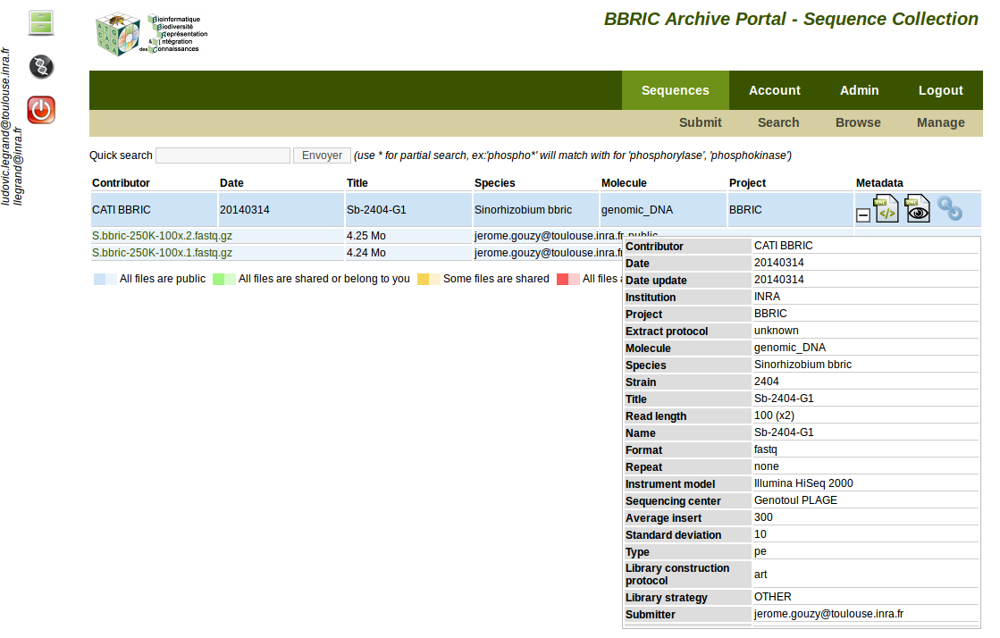 ludovic.legrand@toulouse.inra.fr
llegrand@inra.fr
Bioinformatique
Biodiversité
Représentation
& Intégration
des Connaissances
BBRIC Archive Portal - Sequence Collection
Sequences Account Admin Logout
Submit Search Browse Manage
Quick search Envoyer (use * for partial search, ex:'phospho*' will match with for 'phosphorylase', 'phosphokinase')
Contributor Date Title Species Molecule Project Metadata
CATI BBRIC 20140314 Sb-2404-G1 Sinorhizobium bbric genomic_DNA BBRIC
S.bbric-250K-100x.2.fastq.gz 4.25 Mo jerome.gouzy@toulouse.inra.fr public
S.bbric-250K-100x.1.fastq.gz 4.24 Mo jerome.gouzy@toulouse.inra.fr
All files are public All files are shared or belong to you Some files are shared All files
Contributor CATI BBRIC
Date 20140314
Date update 20140314
Institution INRA
Project BBRIC
Extract protocol unknown
Molecule genomic_DNA
Species Sinorhizobium bbric
Strain 2404
Title Sb-2404-G1
Read length 100 (x2)
Name Sb-2404-G1
Format fastq
Repeat none
Instrument model Illumina HiSeq 2000
Sequencing center Genotoul PLAGE
Average insert 300
Standard deviation 10
Type pe
Library construction
protocol art
Library strategy OTHER
Submitter jerome.gouzy@toulouse.inra.fr